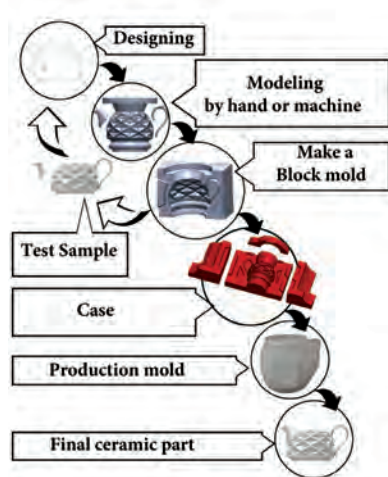 Designing
Modeling
by hand or machine
Make a
Block mold
Test Sample
Case
Production mold
Final ceramic part